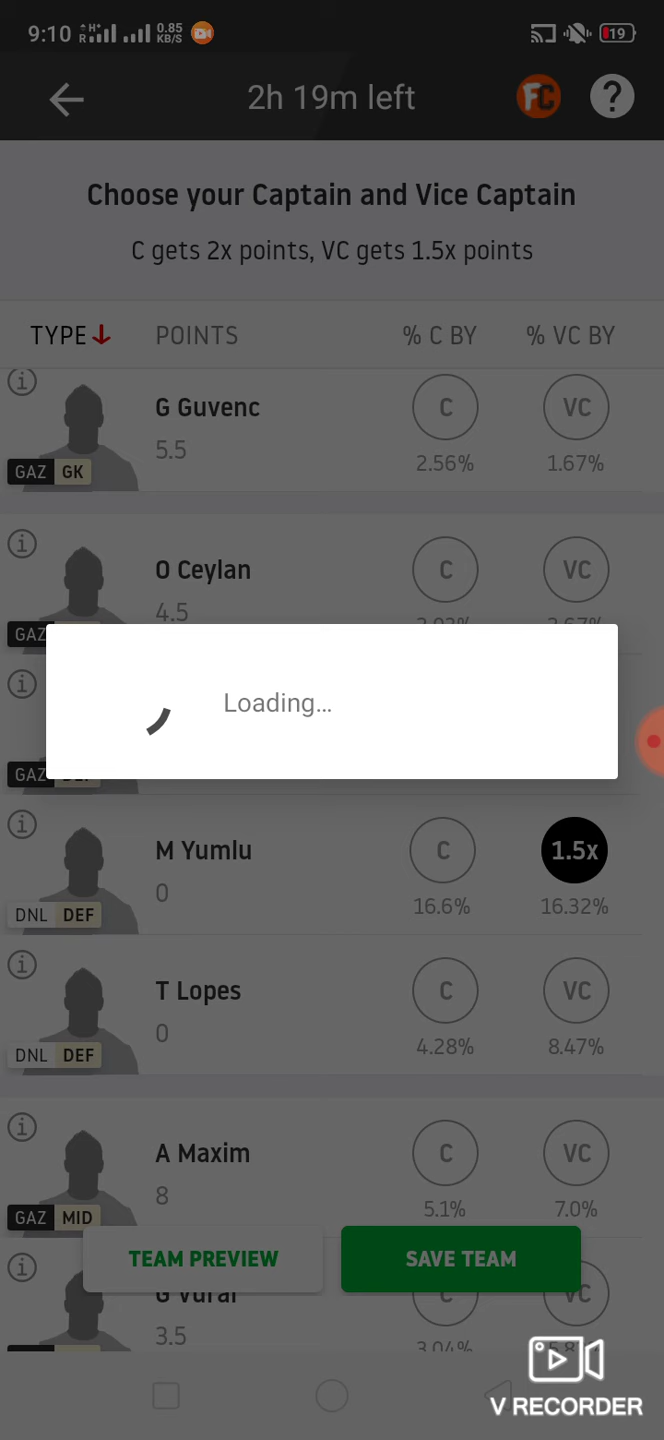 9:10 H+ R 0.85 KB/S 19
2h 19m left FC ?
Choose your Captain and Vice Captain
C gets 2x points, VC gets 1.5x points
TYPE POINTS % C BY % VC BY
i G Guvenc C VC
5.5
GAZ GK 2.56% 1.67%
i O Ceylan C VC
4.5
GAZ
i
Loading...
GAZ
i M Yumlu C 1.5x
0
DNL DEF 16.6% 16.32%
i T Lopes C VC
0
DNL DEF 4.28% 8.47%
i A Maxim C VC
8
GAZ MID 5.1% 7.0%
TEAM PREVIEW SAVE TEAM
i G Vural C VC
3.5 3.04%
V RECORDER